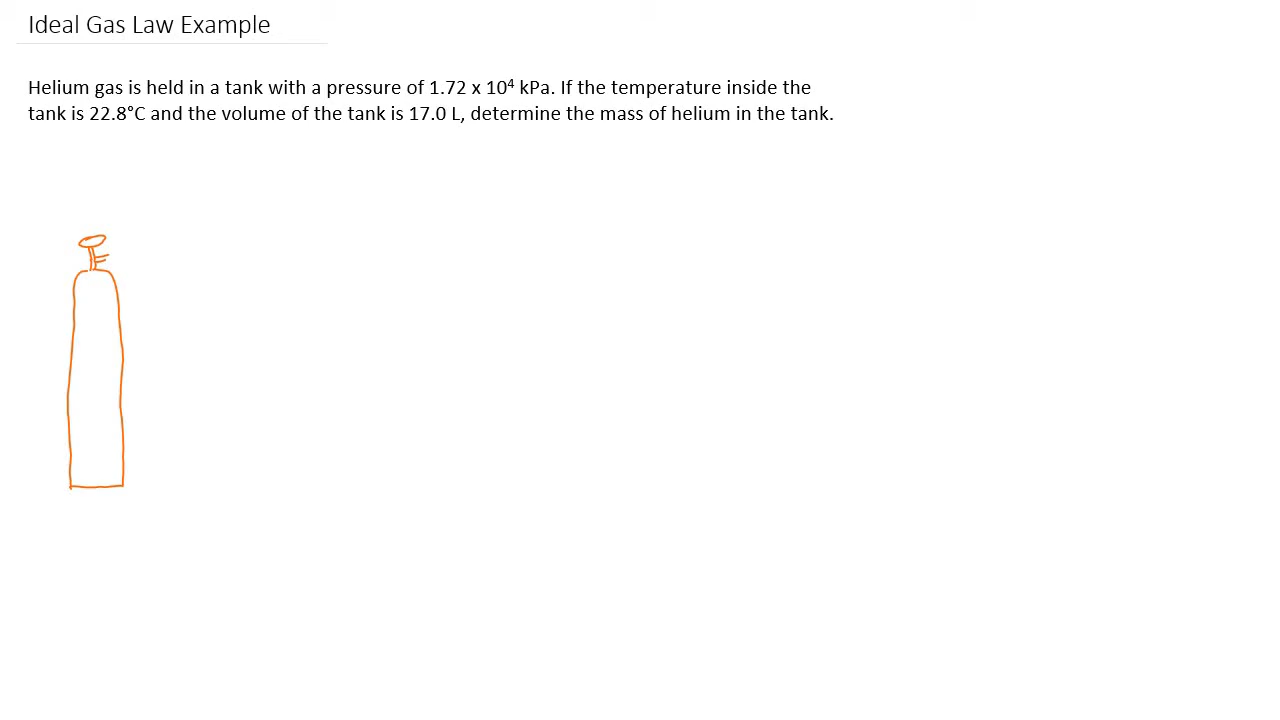 Ideal Gas Law Example
Helium gas is held in a tank with a pressure of 1.72 x 10⁴ kPa. If the temperature inside the
tank is 22.8°C and the volume of the tank is 17.0 L, determine the mass of helium in the tank.